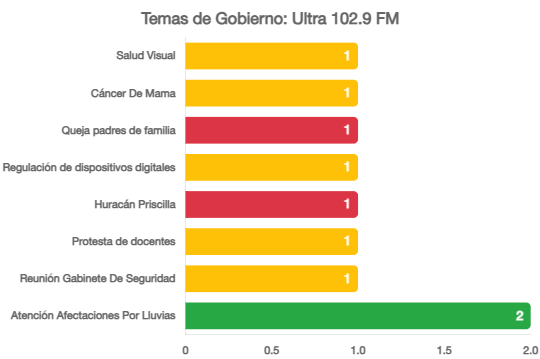 Temas de Gobierno: Ultra 102.9 FM
Salud Visual 1
Cáncer De Mama 1
Queja padres de familia 1
Regulación de dispositivos digitales 1
Huracán Priscilla 1
Protesta de docentes 1
Reunión Gabinete De Seguridad 1
Atención Afectaciones Por Lluvias 2
0 0.5 1.0 1.5 2.0